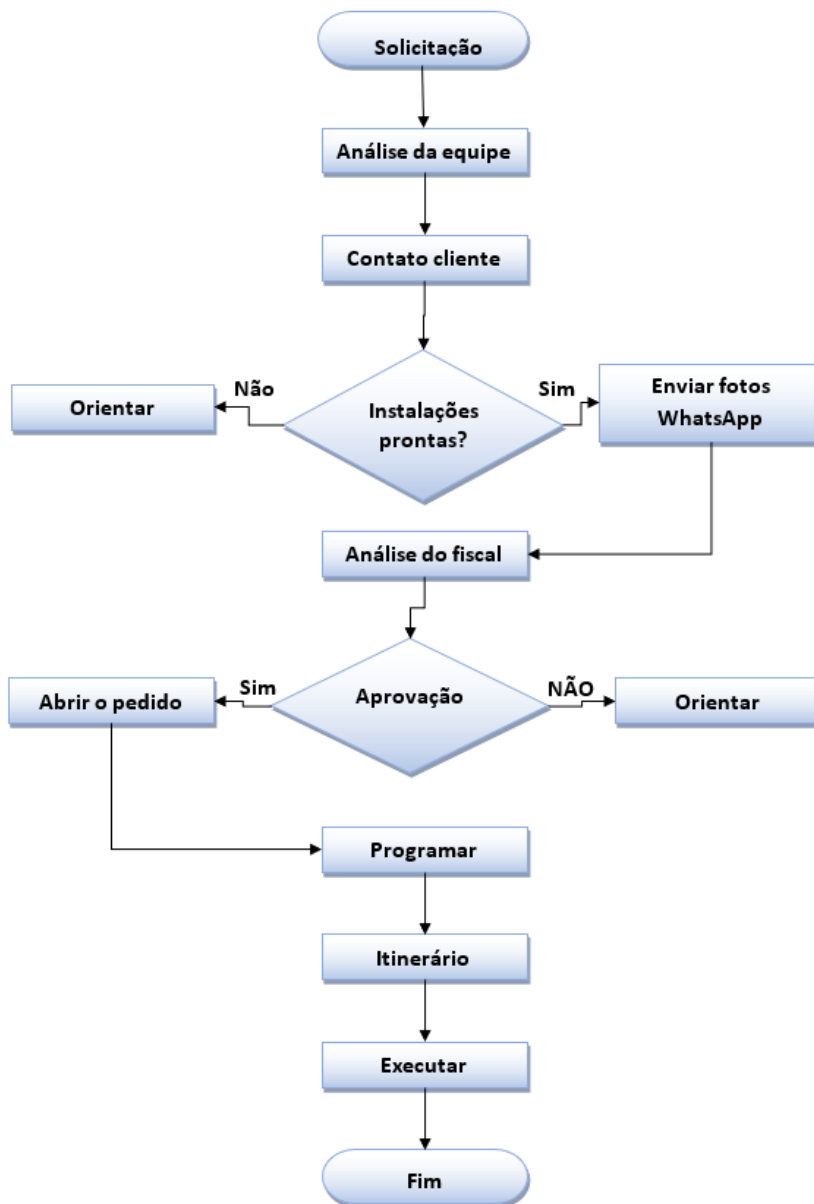 Solicitação
Análise da equipe
Contato cliente
Não
Sim
Orientar
Instalações
prontas?
Enviar fotos
WhatsApp
Análise do fiscal
Sim
NÃO
Abrir o pedido
Aprovação
Orientar
Programar
Itinerário
Executar
Fim